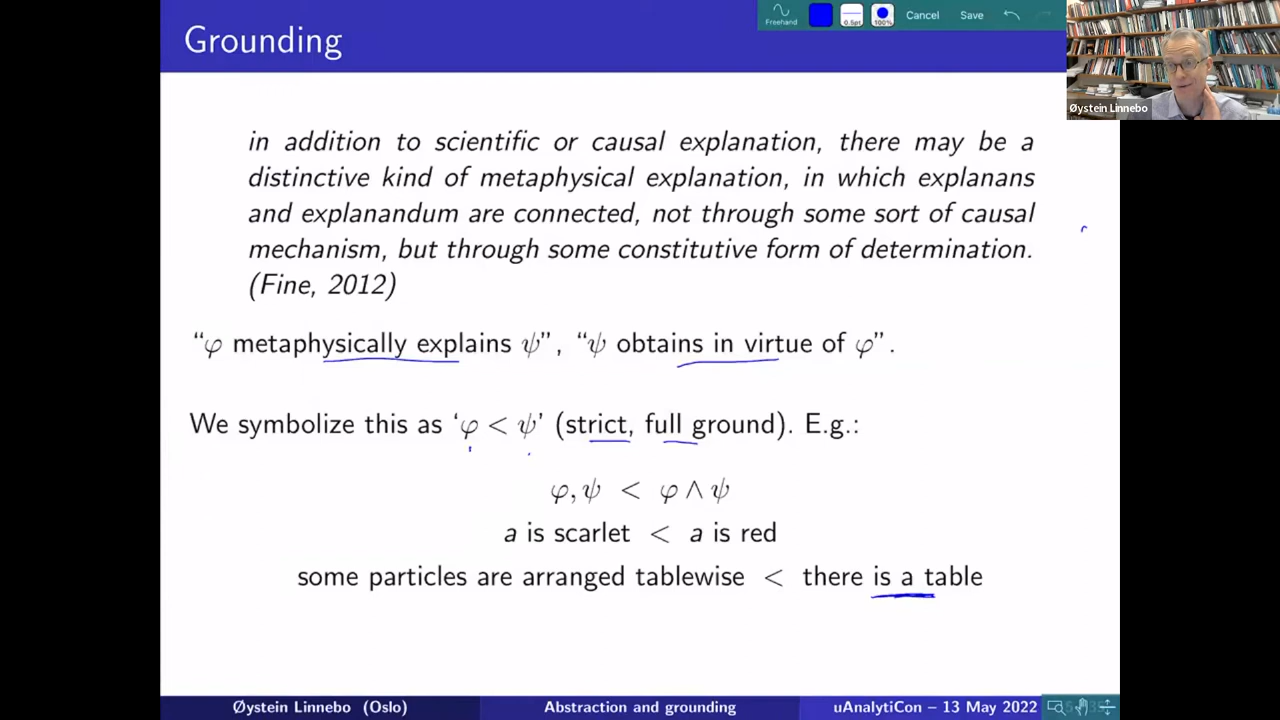 Grounding
Freehand
0.5pt
100%
Cancel
Save
Øystein Linnebo
in addition to scientific or causal explanation, there may be a
distinctive kind of metaphysical explanation, in which explanans
and explanandum are connected, not through some sort of causal
mechanism, but through some constitutive form of determination.
(Fine, 2012)
“φ metaphysically explains ψ”, “ψ obtains in virtue of φ”.
We symbolize this as ‘φ < ψ’ (strict, full ground). E.g.:
φ, ψ < φ ∧ ψ
a is scarlet < a is red
some particles are arranged tablewise < there is a table
Øystein Linnebo (Oslo) Abstraction and grounding uAnalytiCon – 13 May 2022